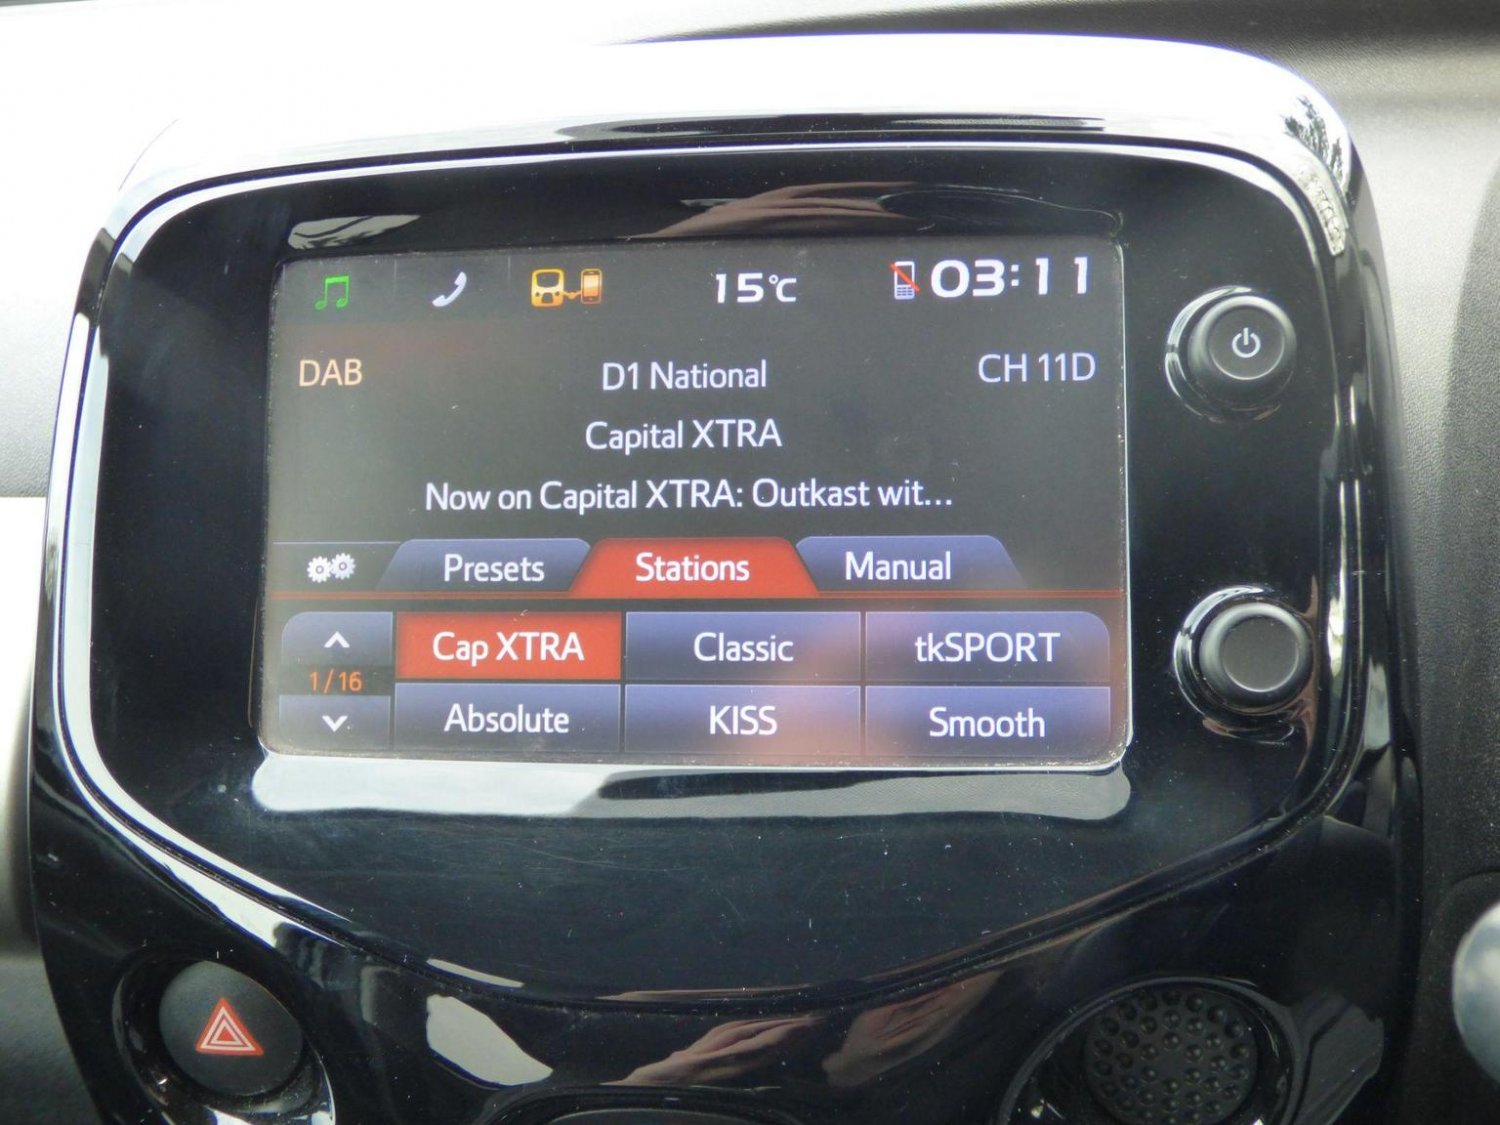 15°C 03:11
DAB D1 National CH 11D
Capital XTRA
Now on Capital XTRA: Outkast wit...
Presets Stations Manual
Cap XTRA Classic tkSPORT
1/16
Absolute KISS Smooth